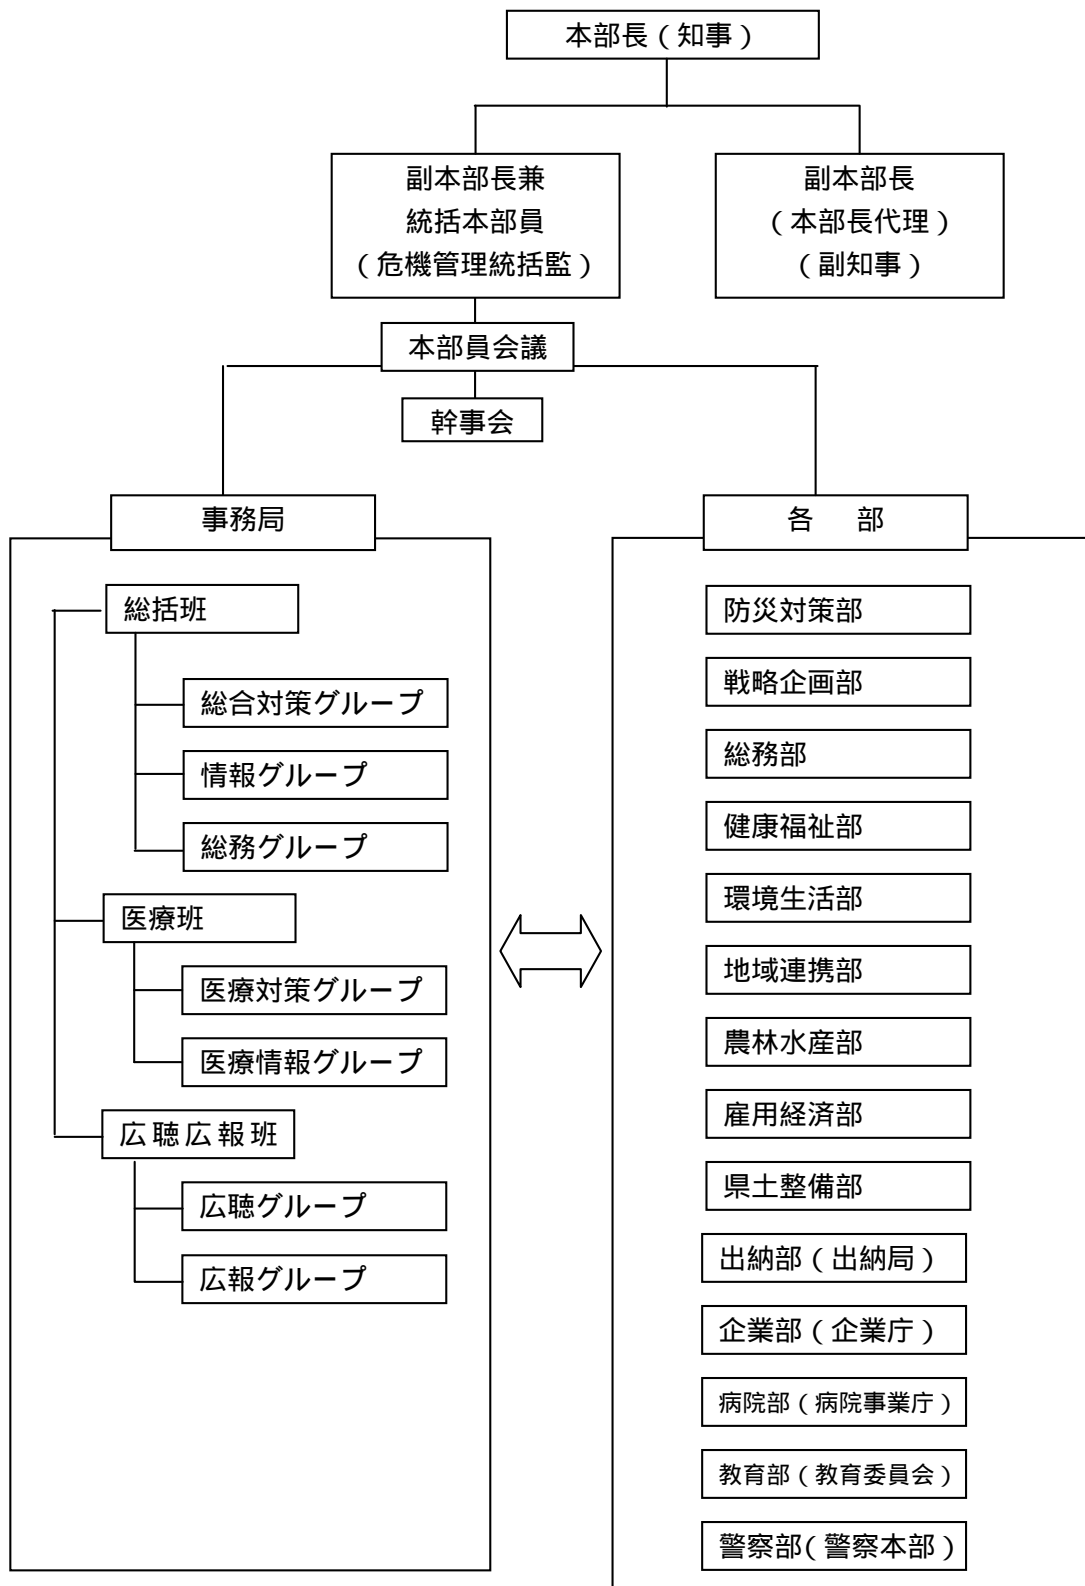 本部長（知事）
副本部長兼
統括本部員
（危機管理統括監）
副本部長
（本部長代理）
（副知事）
本部員会議
幹事会
事務局
総括班
総合対策グループ
情報グループ
総務グループ
医療班
医療対策グループ
医療情報グループ
広聴広報班
広聴グループ
広報グループ
各　部
防災対策部
戦略企画部
総務部
健康福祉部
環境生活部
地域連携部
農林水産部
雇用経済部
県土整備部
出納部（出納局）
企業部（企業庁）
病院部（病院事業庁）
教育部（教育委員会）
警察部（警察本部）